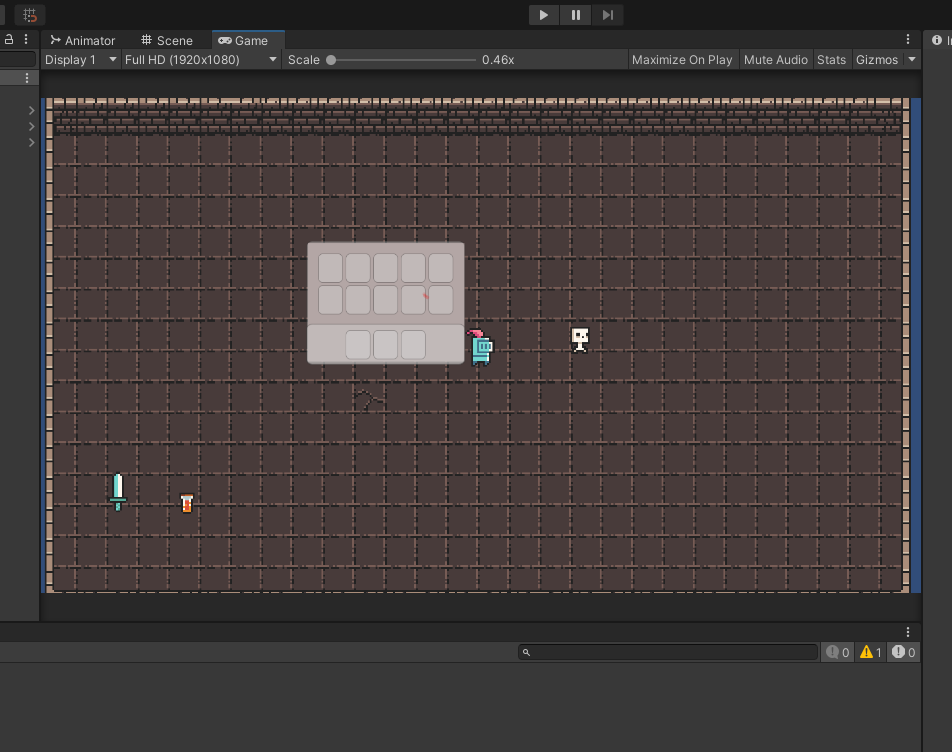 Animator Scene Game
Display 1 Full HD (1920x1080) Scale 0.46x Maximize On Play Mute Audio Stats Gizmos
0 1 0